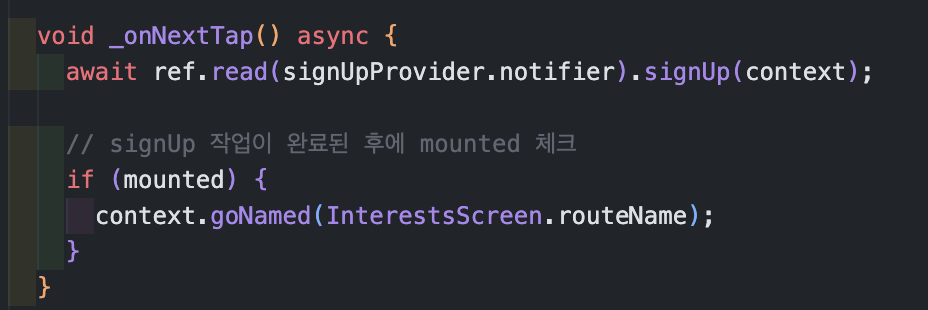 void _onNextTap() async {
await ref.read(signUpProvider.notifier).signUp(context);
// signUp 작업이 완료된 후에 mounted 체크
if (mounted) {
context.goNamed(InterestsScreen.routeName);
}
}